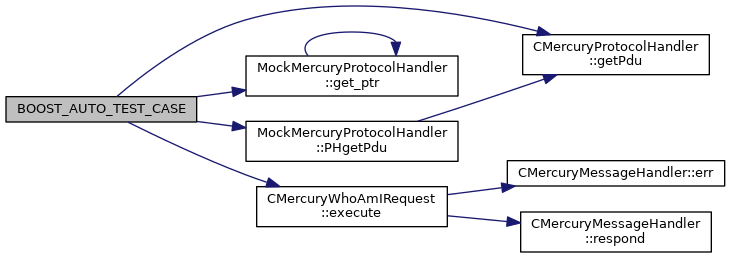 BOOST_AUTO_TEST_CASE
MockMercuryProtocolHandler
::get_ptr
CMercuryProtocolHandler
::getPdu
MockMercuryProtocolHandler
::PHgetPdu
CMercuryWhoAmIRequest
::execute
CMercuryMessageHandler::err
CMercuryMessageHandler
::respond